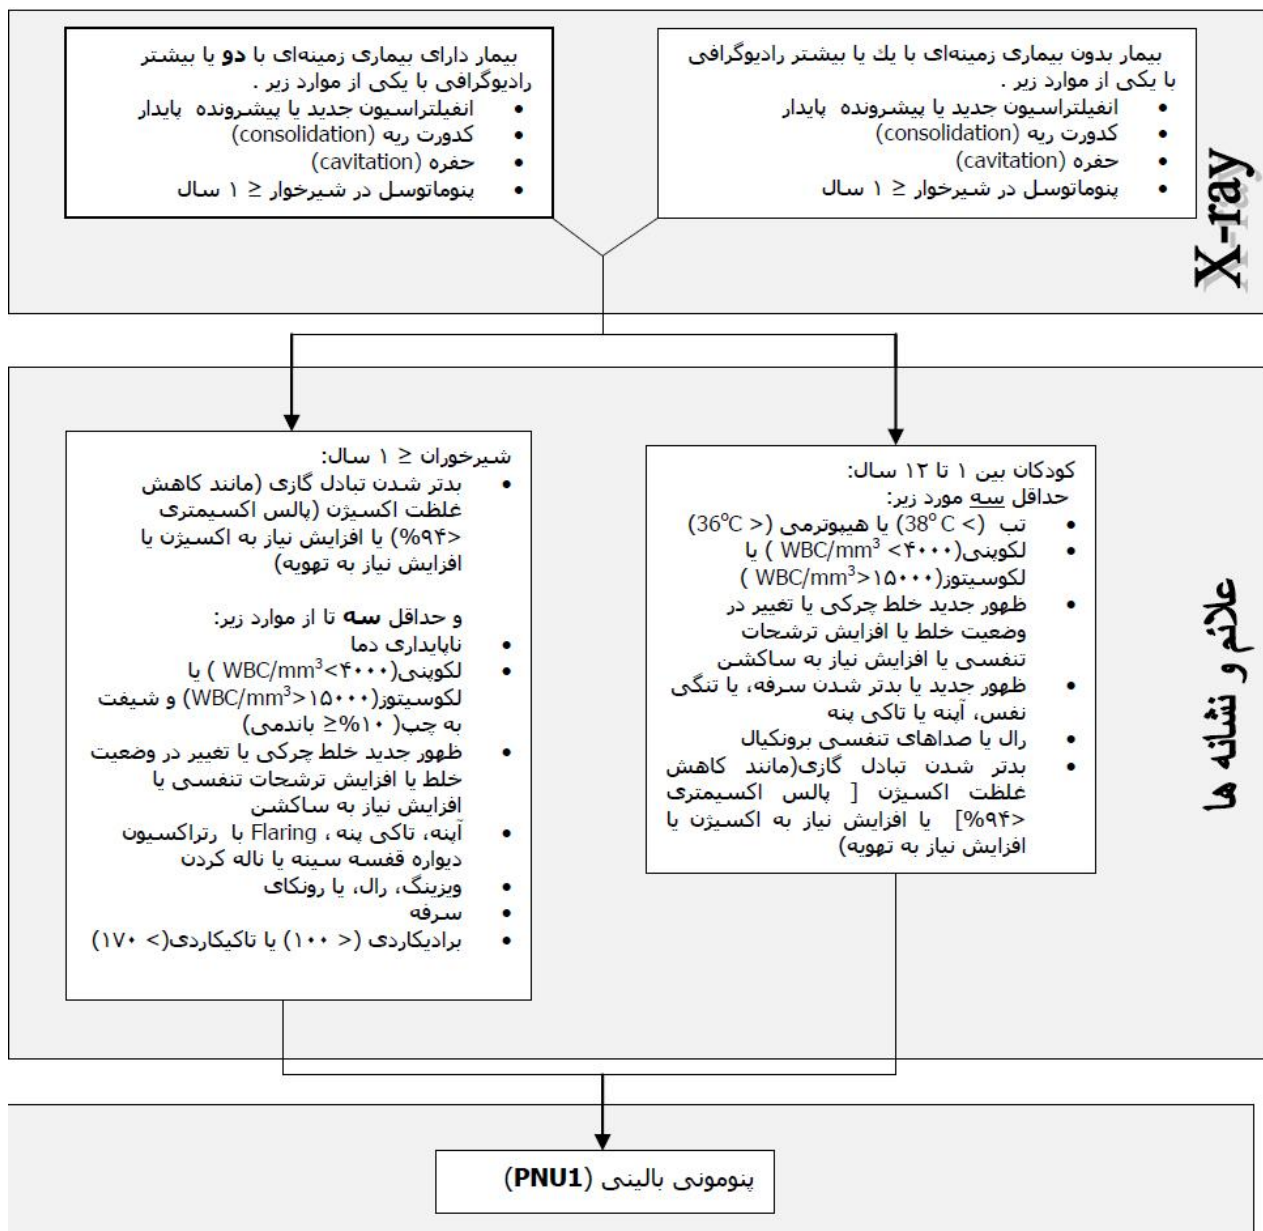 بیمار بدون بیماری زمینه‌ای با یك یا بیشتر رادیوگرافی
با یکی از موارد زیر .
• انفیلتراسیون جدید یا پیشرونده پایدار
• کدورت ریه (consolidation)
• حفره (cavitation)
• پنوماتوسل در شیرخوار ≤ ۱ سال
بیمار دارای بیماری زمینه‌ای با دو یا بیشتر
رادیوگرافی با یکی از موارد زیر .
• انفیلتراسیون جدید یا پیشرونده پایدار
• کدورت ریه (consolidation)
• حفره (cavitation)
• پنوماتوسل در شیرخوار ≤ ۱ سال
X-ray
کودکان بین ۱ تا ۱۲ سال:
حداقل سه مورد زیر:
• تب (> 38°C) یا هیپوترمی (< 36°C)
• لکوپنی(۴۰۰۰> WBC/mm³ ) یا
لکوسیتوز(۱۵۰۰۰<WBC/mm³ )
• ظهور جدید خلط چرکی یا تغییر در
وضعیت خلط یا افزایش ترشحات
تنفسی یا افزایش نیاز به ساکشن
• ظهور جدید یا بدتر شدن سرفه، یا تنگی
نفس، آپنه یا تاکی پنه
• رال یا صداهای تنفسی برونکیال
• بدتر شدن تبادل گازی(مانند کاهش
غلظت اکسیژن [ پالس اکسیمتری
<۹۴%] یا افزایش نیاز به اکسیژن یا
افزایش نیاز به تهویه)
شیرخوران ≤ ۱ سال:
• بدتر شدن تبادل گازی (مانند کاهش
غلظت اکسیژن (پالس اکسیمتری
<۹۴%) یا افزایش نیاز به اکسیژن یا
افزایش نیاز به تهویه)
و حداقل سه تا از موارد زیر:
• ناپایداری دما
• لکوپنی(۴۰۰۰>WBC/mm³ ) یا
لکوسیتوز(۱۵۰۰۰<WBC/mm³) و شیفت
به چپ( ۱۰%≤ باندمی)
• ظهور جدید خلط چرکی یا تغییر در وضعیت
خلط یا افزایش ترشحات تنفسی یا
افزایش نیاز به ساکشن
• آپنه، تاکی پنه ، Flaring با رتراکسیون
دیواره قفسه سینه یا ناله کردن
• ویزینگ، رال، یا رونکای
• سرفه
• برادیکاردی (< ۱۰۰) یا تاکیکاردی(> ۱۷۰)
علائم و نشانه ها
پنومونی بالینی (PNU1)